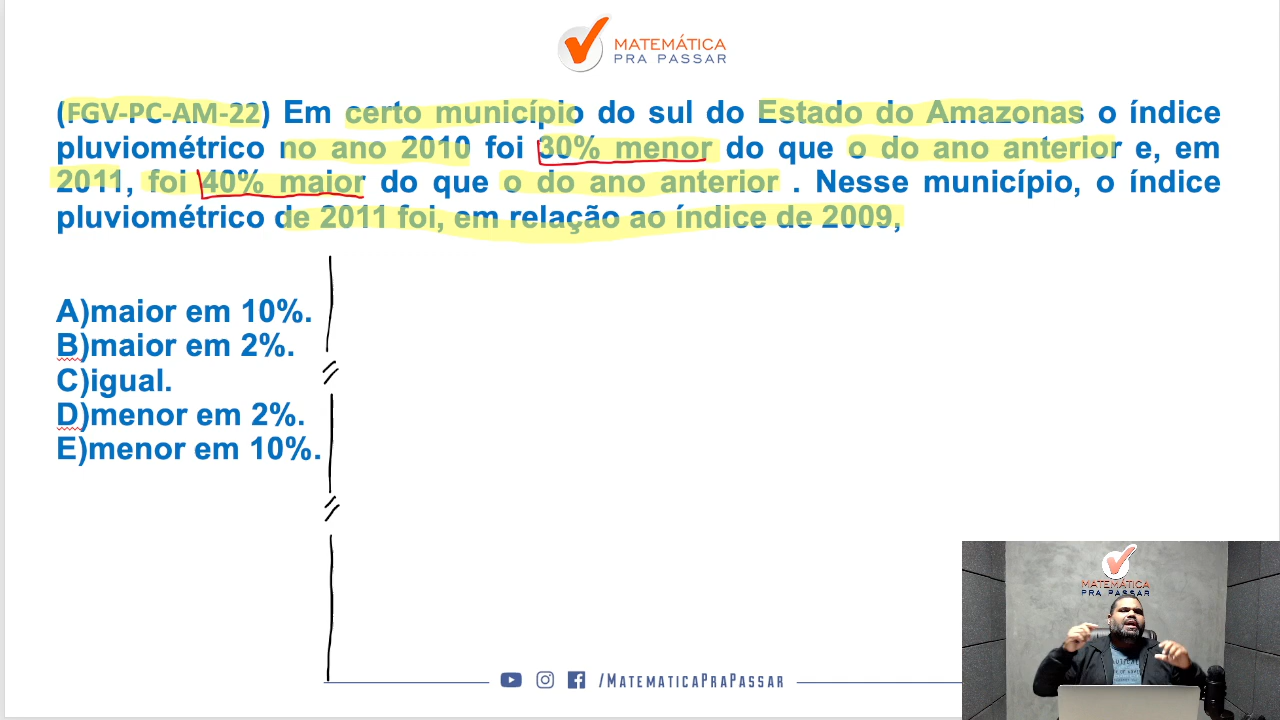 MATEMÁTICA
PRA PASSAR
(FGV-PC-AM-22) Em certo município do sul do Estado do Amazonas o índice
pluviométrico no ano 2010 foi 30% menor do que o do ano anterior e, em
2011, foi 40% maior do que o do ano anterior . Nesse município, o índice
pluviométrico de 2011 foi, em relação ao índice de 2009,
A)maior em 10%.
B)maior em 2%.
C)igual.
D)menor em 2%.
E)menor em 10%.
MATEMÁTICA
PRA PASSAR
/MATEMATICAPRAPASSAR